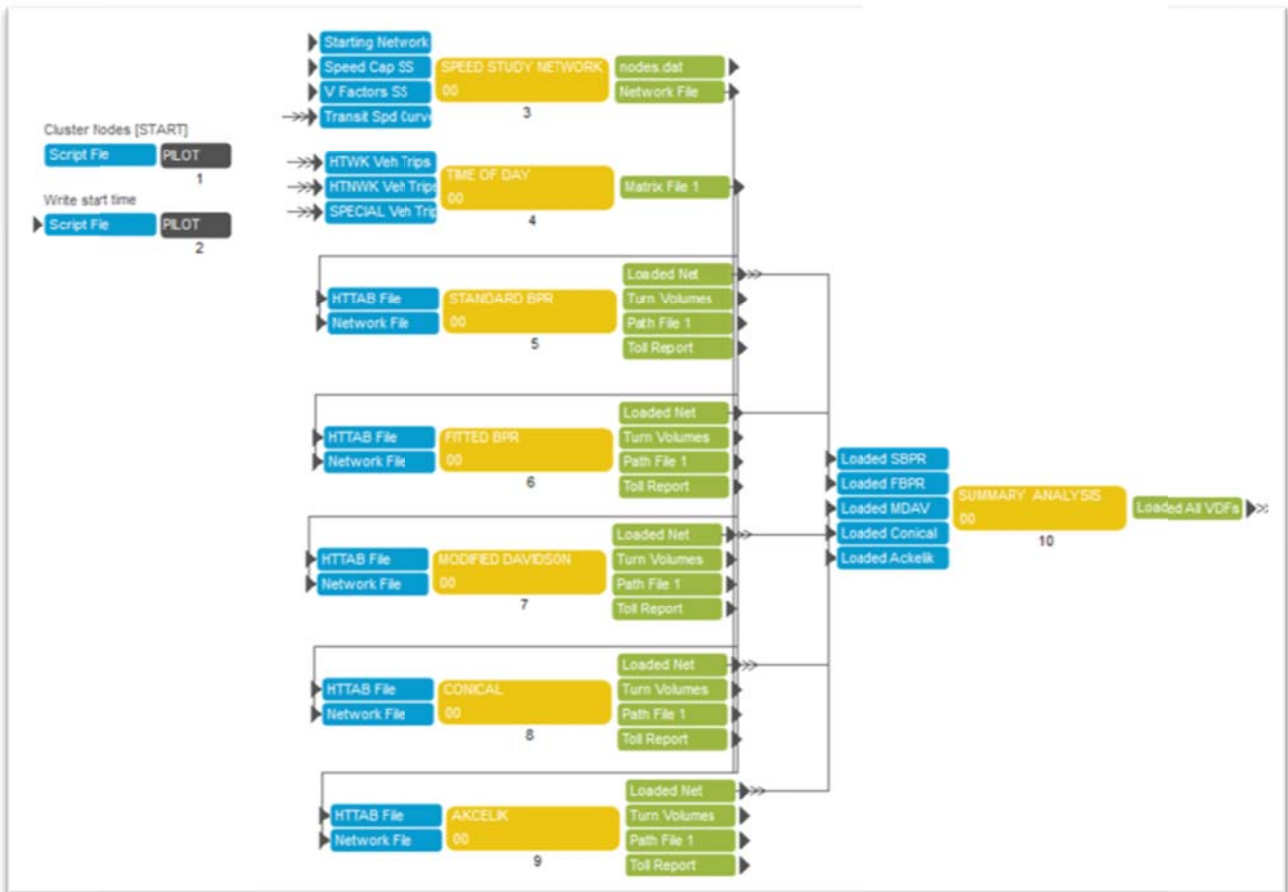 Cluster Nodes [START]
Script File PILOT
1
Write start time
Script File PILOT
2
Starting Network
Speed Cap SS
V Factors SS
Transit Spd Curv
SPEED STUDY NETWORK
00
3
nodes.dat
Network File
HTWK Veh Trips
HTNWK Veh Trips
SPECIAL Veh Trip
TIME OF DAY
00
4
Matrix File 1
HTTAB File
Network File
STANDARD BPR
00
5
Loaded Net
Turn Volumes
Path File 1
Toll Report
HTTAB File
Network File
FITTED BPR
00
6
Loaded Net
Turn Volumes
Path File 1
Toll Report
HTTAB File
Network File
MODIFIED DAVIDSON
00
7
Loaded Net
Turn Volumes
Path File 1
Toll Report
HTTAB File
Network File
CONICAL
00
8
Loaded Net
Turn Volumes
Path File 1
Toll Report
HTTAB File
Network File
AKCELIK
00
9
Loaded Net
Turn Volumes
Path File 1
Toll Report
Loaded SBPR
Loaded FBPR
Loaded MDAV
Loaded Conical
Loaded Ackelik
SUMMARY ANALYSIS
00
10
Loaded All VDFs